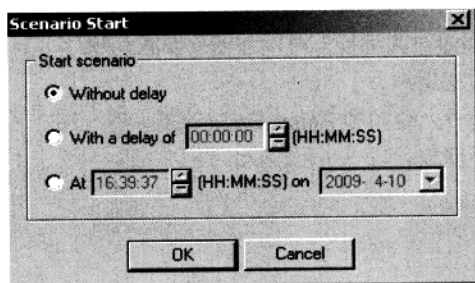 Scenario Start
Start scenario
Without delay
With a delay of 00:00:00 (HH:MM:SS)
At 16:39:37 (HH:MM:SS) on 2009- 4-10
OK Cancel